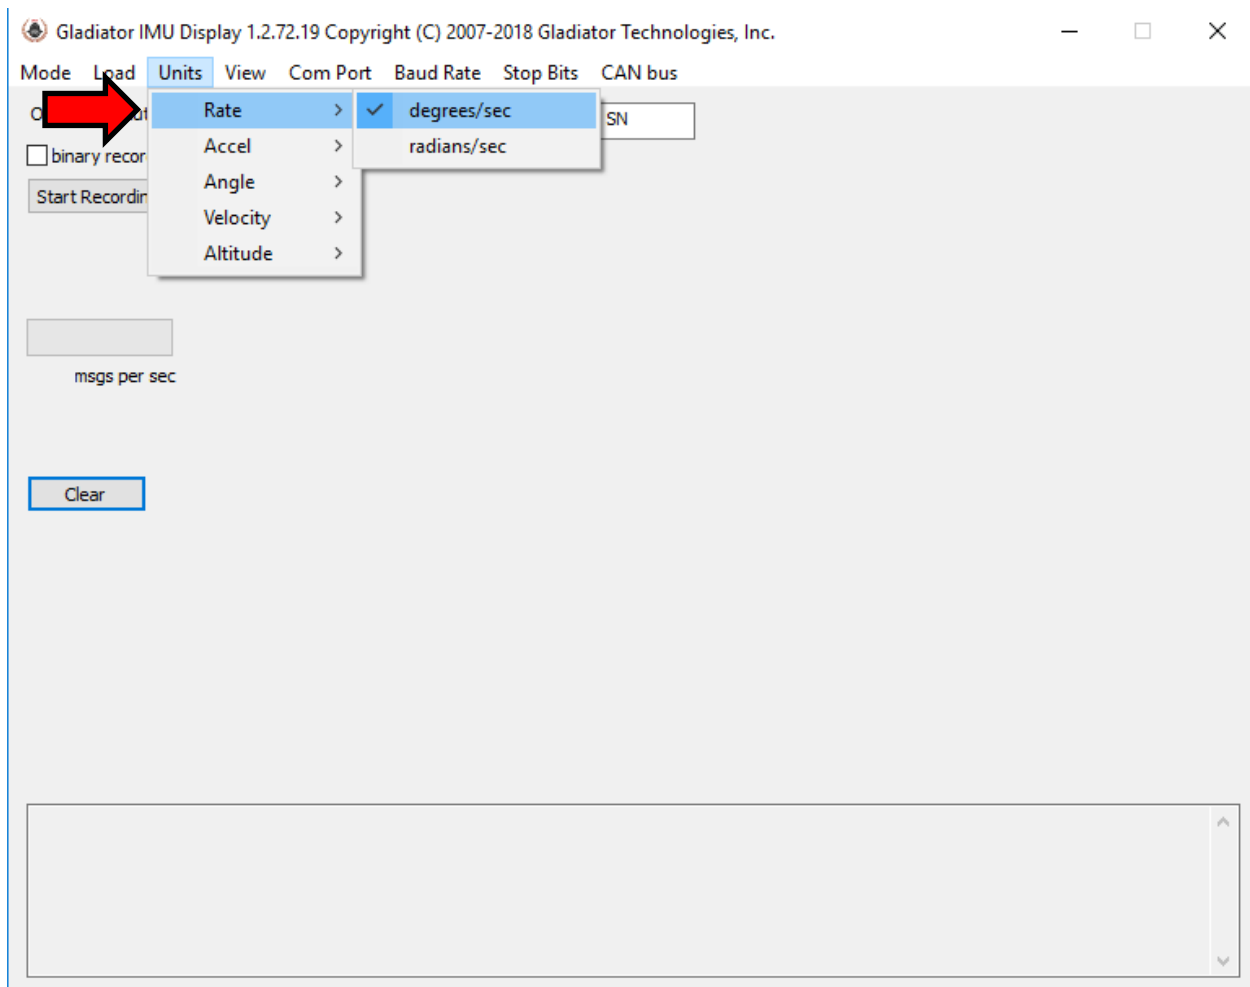 Gladiator IMU Display 1.2.72.19 Copyright (C) 2007-2018 Gladiator Technologies, Inc.
Mode Load Units View Com Port Baud Rate Stop Bits CAN bus
Rate
degrees/sec
SN
binary recor
Accel
radians/sec
Start Recordin
Angle
Velocity
Altitude
msgs per sec
Clear